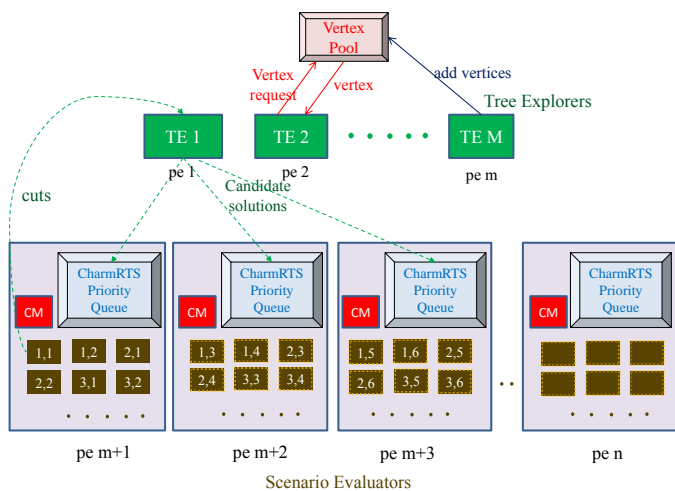 Vertex
Pool
Vertex
request
vertex
add vertices
Tree Explorers
TE 1
TE 2
TE M
pe 1
pe 2
pe m
cuts
Candidate
solutions
CharmRTS
Priority
Queue
CM
1,1
1,2
2,1
2,2
3,1
3,2
pe m+1
CharmRTS
Priority
Queue
CM
1,3
1,4
2,3
2,4
3,3
3,4
pe m+2
CharmRTS
Priority
Queue
CM
1,5
1,6
2,5
2,6
3,5
3,6
pe m+3
CharmRTS
Priority
Queue
CM
pe n
Scenario Evaluators